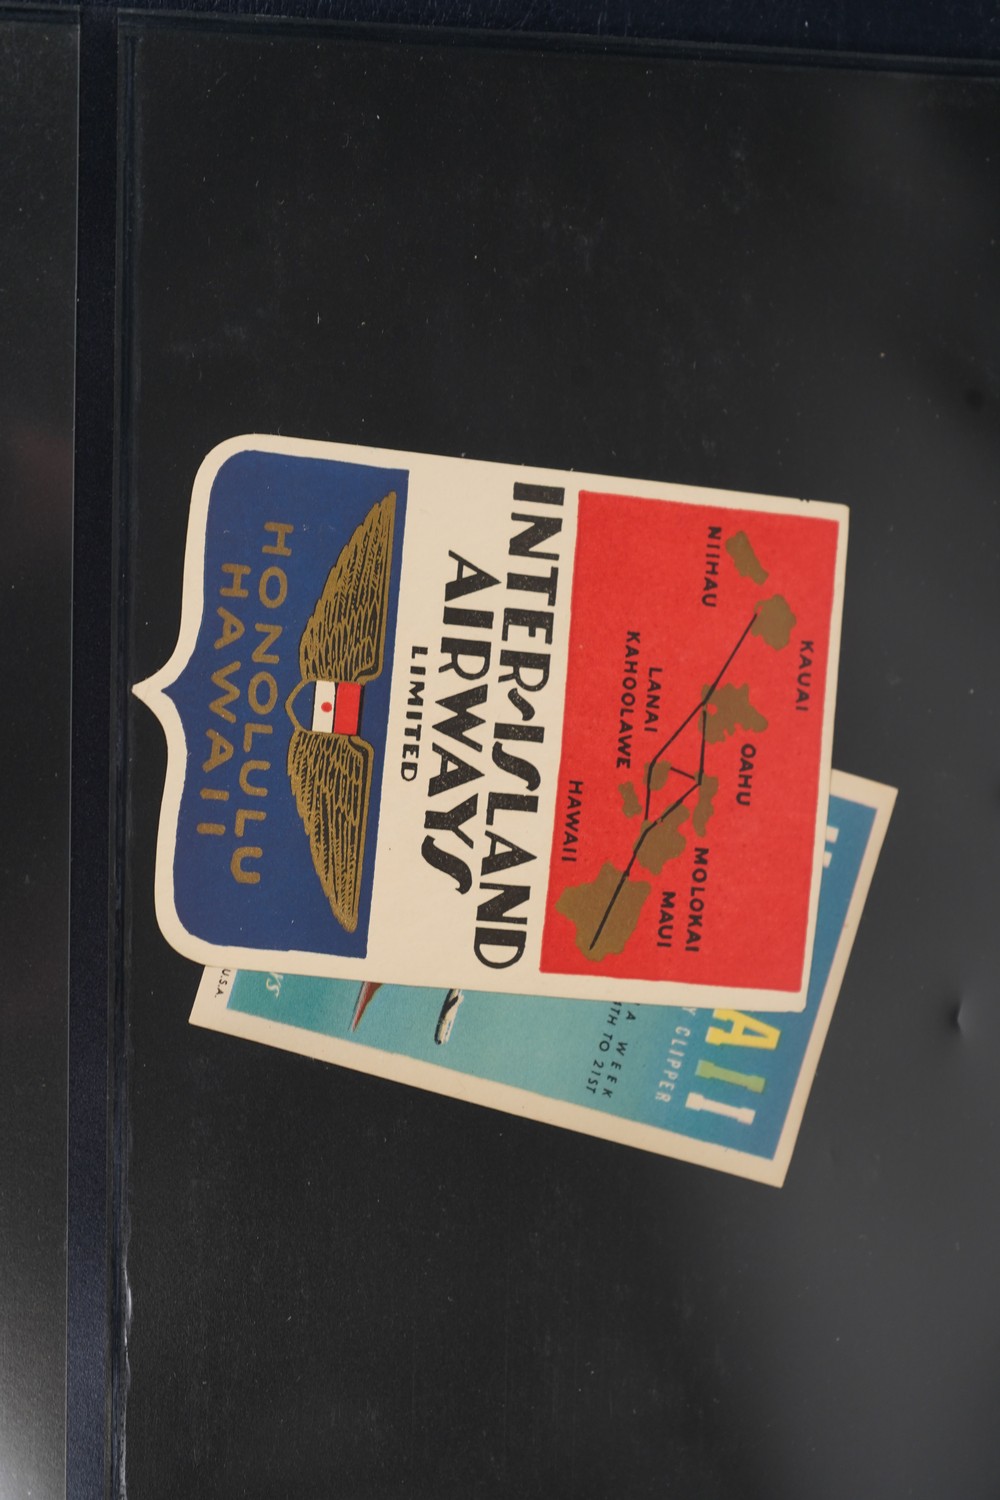 KAUAI
OAHU
NIIHAU
MOLOKAI
LANAI
MAUI
KAHOOLAWE
HAWAII
INTER-ISLAND
AIRWAYS
LIMITED
HONOLULU
HAWAII
AII
CLIPPER
A WEEK
TH TO 21ST
U.S.A.